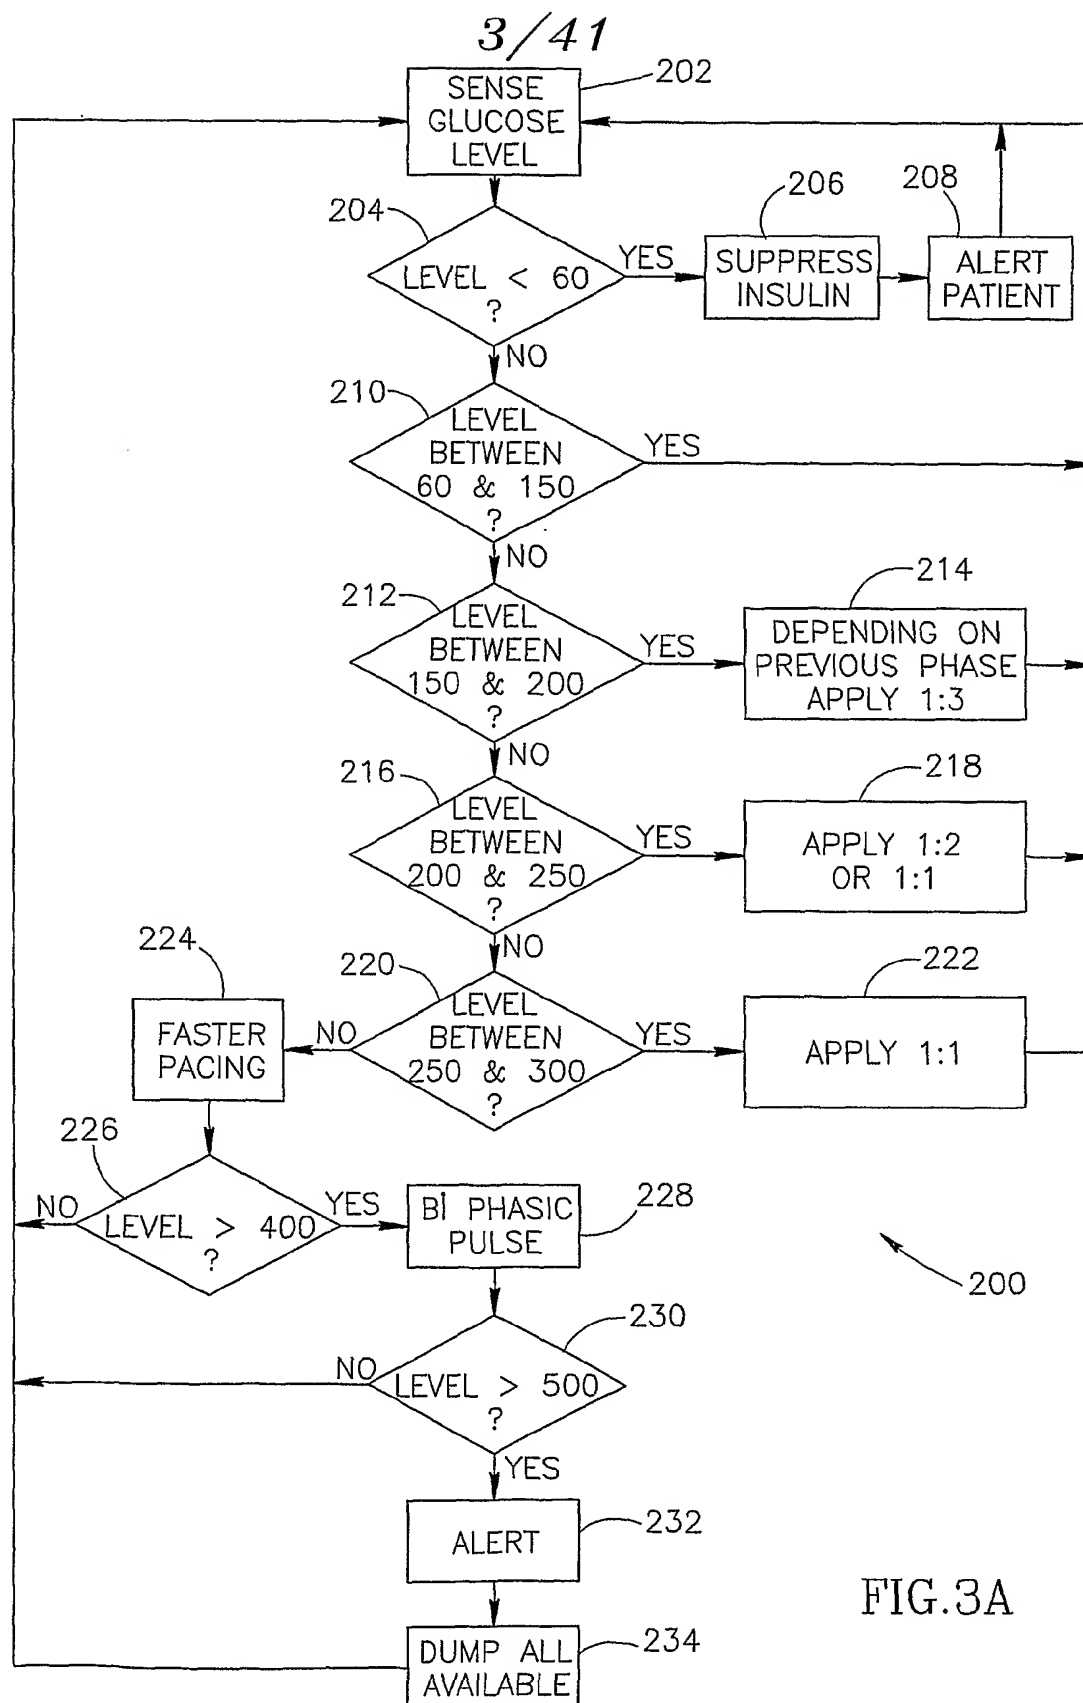 3/41
SENSE
GLUCOSE
LEVEL
202
204
LEVEL < 60
?
YES
NO
206
SUPPRESS
INSULIN
208
ALERT
PATIENT
210
LEVEL
BETWEEN
60 & 150
?
YES
NO
212
LEVEL
BETWEEN
150 & 200
?
YES
NO
214
DEPENDING ON
PREVIOUS PHASE
APPLY 1:3
216
LEVEL
BETWEEN
200 & 250
?
YES
NO
218
APPLY 1:2
OR 1:1
220
LEVEL
BETWEEN
250 & 300
?
YES
NO
222
APPLY 1:1
224
FASTER
PACING
226
LEVEL > 400
?
NO
YES
BI PHASIC
PULSE
228
200
230
LEVEL > 500
?
NO
YES
ALERT
232
DUMP ALL
AVAILABLE
234
FIG.3A